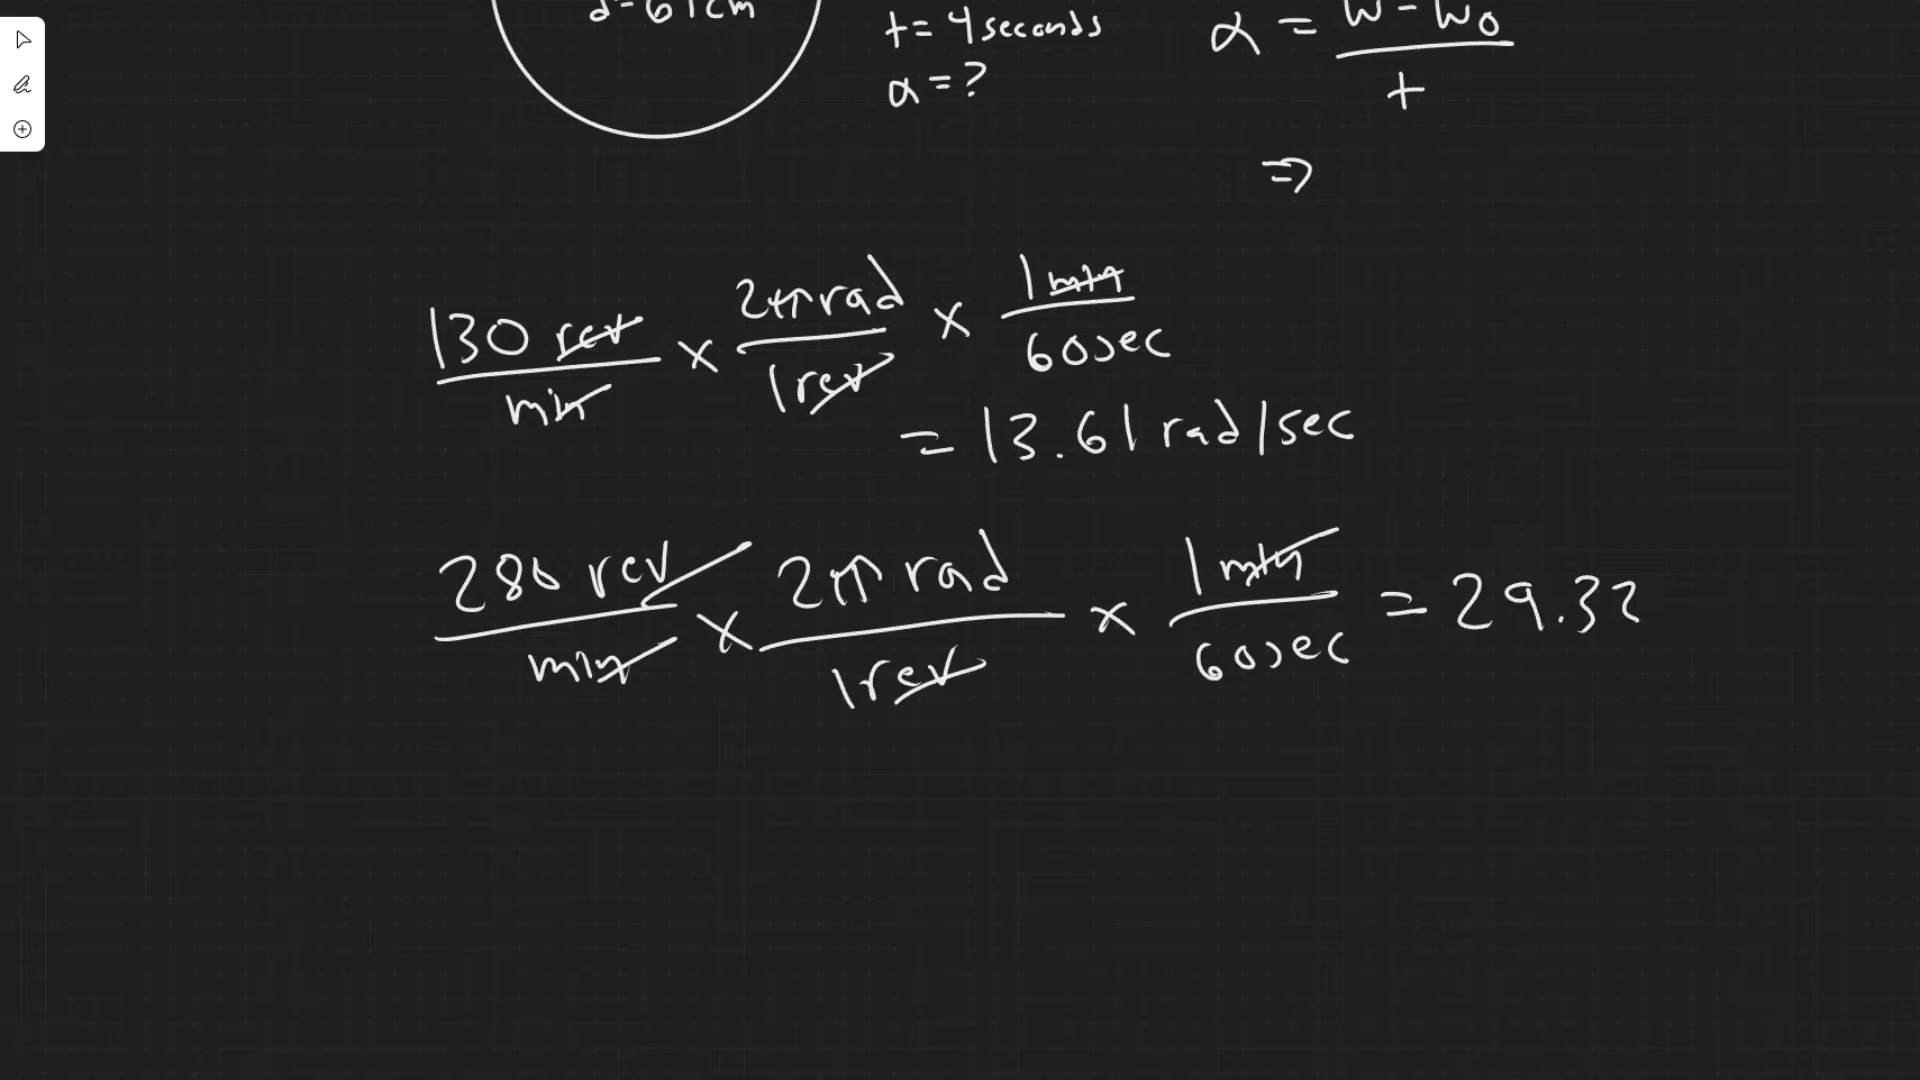 d=61cm
t=4seconds
α = (w - w₀)/t
α=?
⇒
130 rev/min x 2π rad/1rev x 1min/60sec
= 13.61 rad/sec
280 rev/min x 2π rad/1rev x 1min/60sec = 29.32